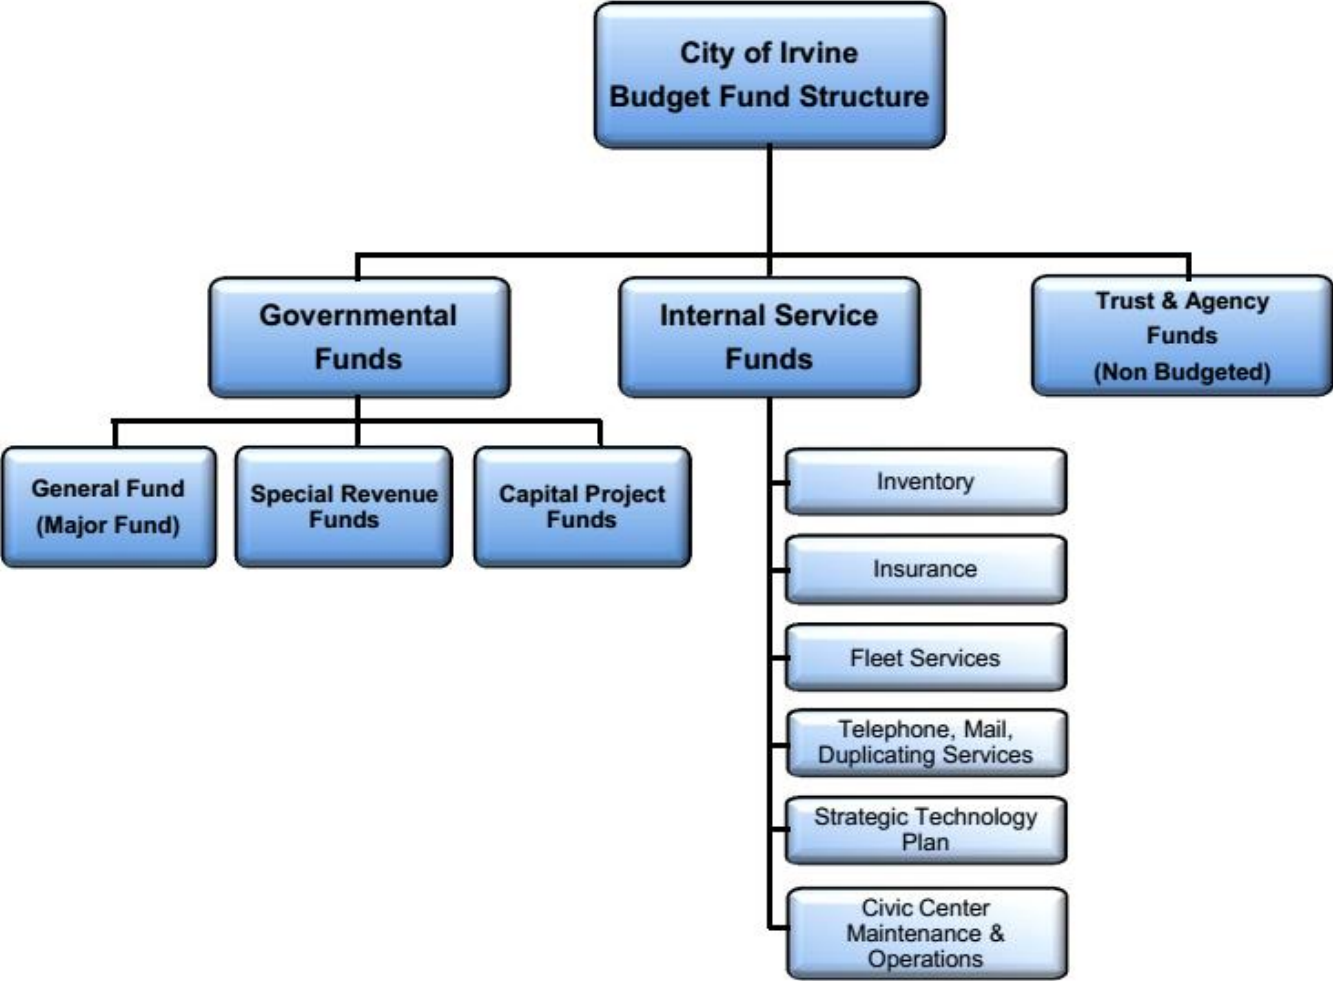 City of Irvine
Budget Fund Structure
Governmental
Funds
Internal Service
Funds
Trust & Agency
Funds
(Non Budgeted)
General Fund
(Major Fund)
Special Revenue
Funds
Capital Project
Funds
Inventory
Insurance
Fleet Services
Telephone, Mail,
Duplicating Services
Strategic Technology
Plan
Civic Center
Maintenance &
Operations